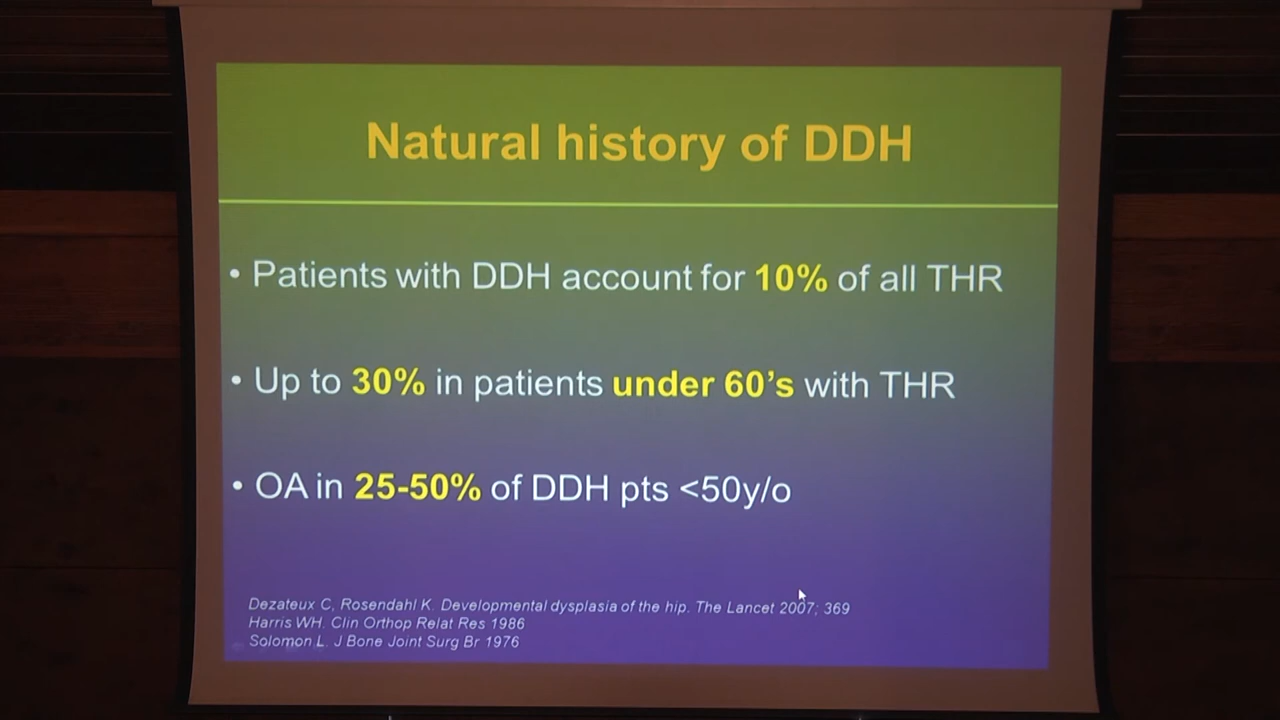 Natural history of DDH
• Patients with DDH account for 10% of all THR
• Up to 30% in patients under 60’s with THR
• OA in 25-50% of DDH pts <50y/o
Dezateux C, Rosendahl K. Developmental dysplasia of the hip. The Lancet 2007; 369
Harris WH. Clin Orthop Relat Res 1986
Solomon L. J Bone Joint Surg Br 1976